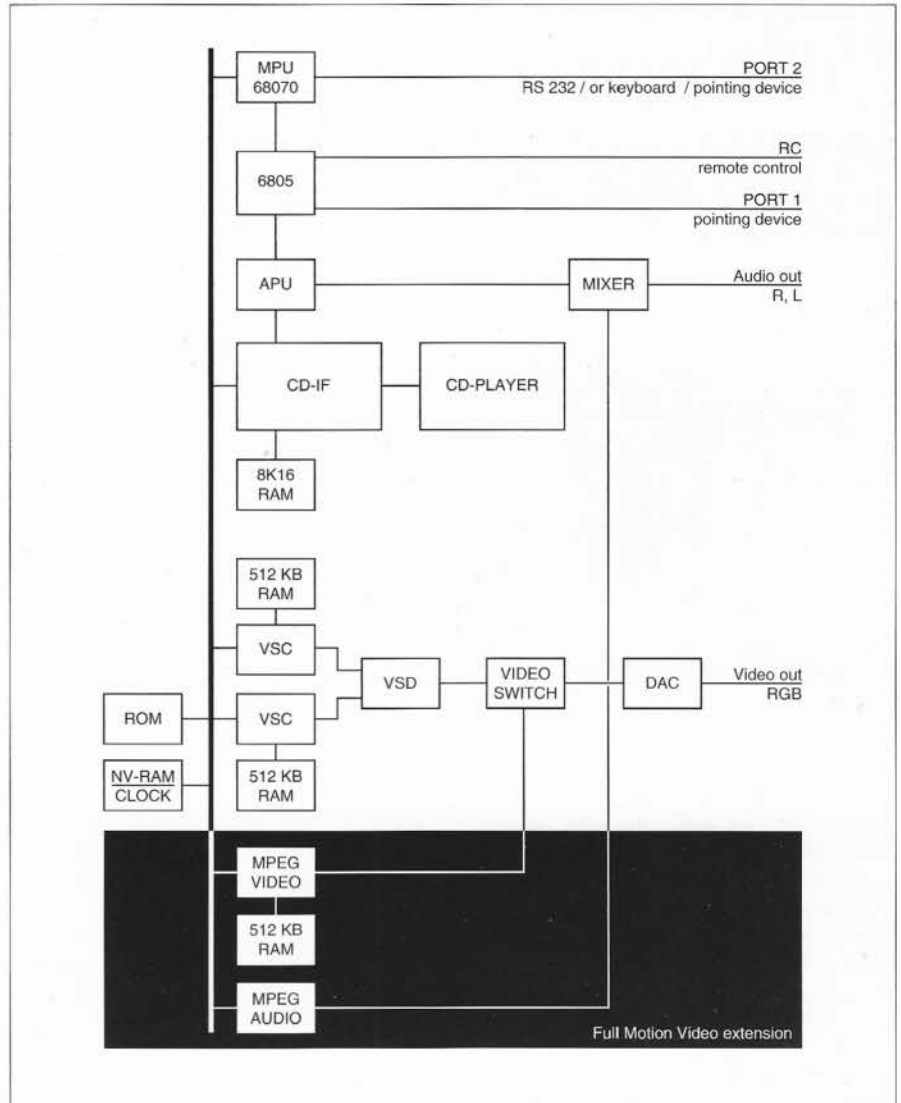 MPU
68070
PORT 2
RS 232 / or keyboard / pointing device
6805
RC
remote control
PORT 1
pointing device
APU
MIXER
Audio out
R, L
CD-IF
CD-PLAYER
8K16
RAM
512 KB
RAM
VSC
VSD
VIDEO
SWITCH
DAC
Video out
RGB
ROM
VSC
NV-RAM
CLOCK
512 KB
RAM
MPEG
VIDEO
512 KB
RAM
MPEG
AUDIO
Full Motion Video extension